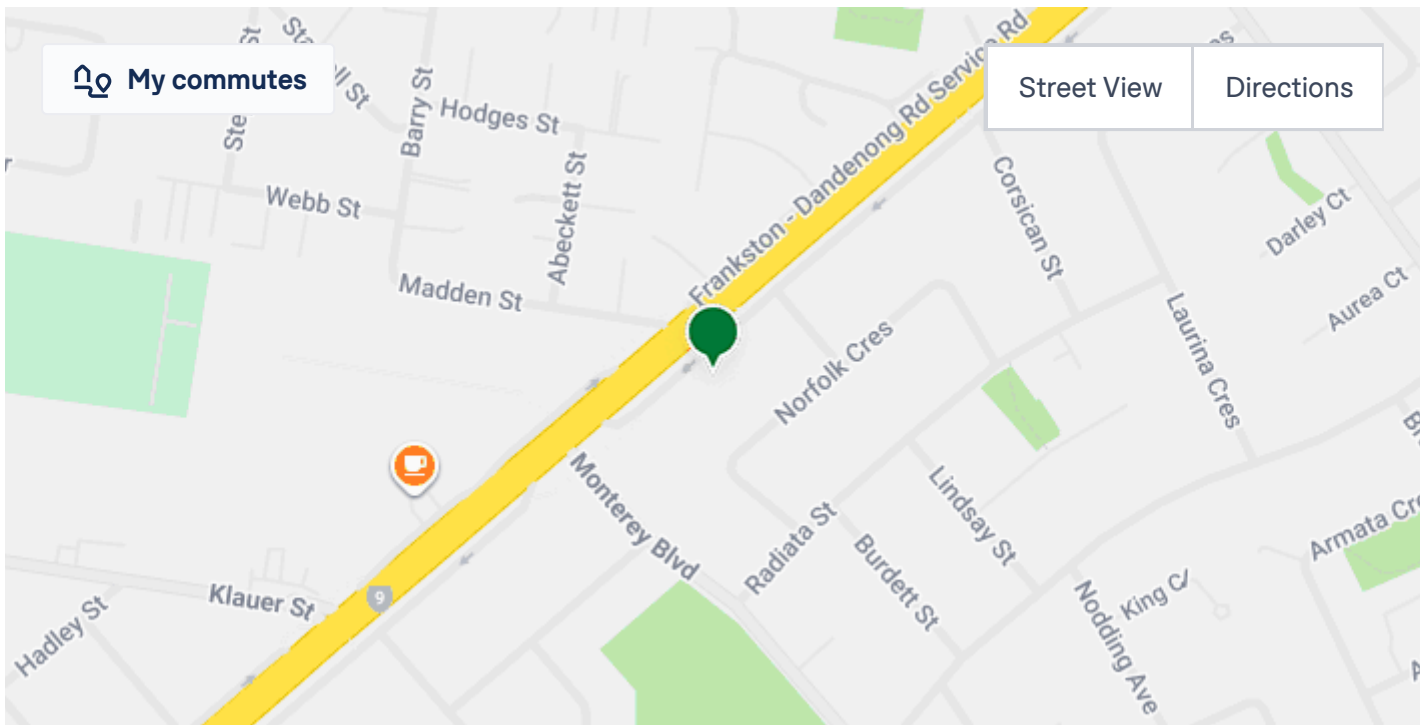 My commutes
Street View
Directions
Barry St
Hodges St
Webb St
Abeckett St
Madden St
Frankston - Dandenong Rd Service Rd
Corsican St
Darley Ct
Aurea Ct
Laurina Cres
Norfolk Cres
Monterey Blvd
Radiata St
Lindsay St
Burdett St
Klauer St
9
Hadley St
Nodding Ave
King Ct
Armata Cre